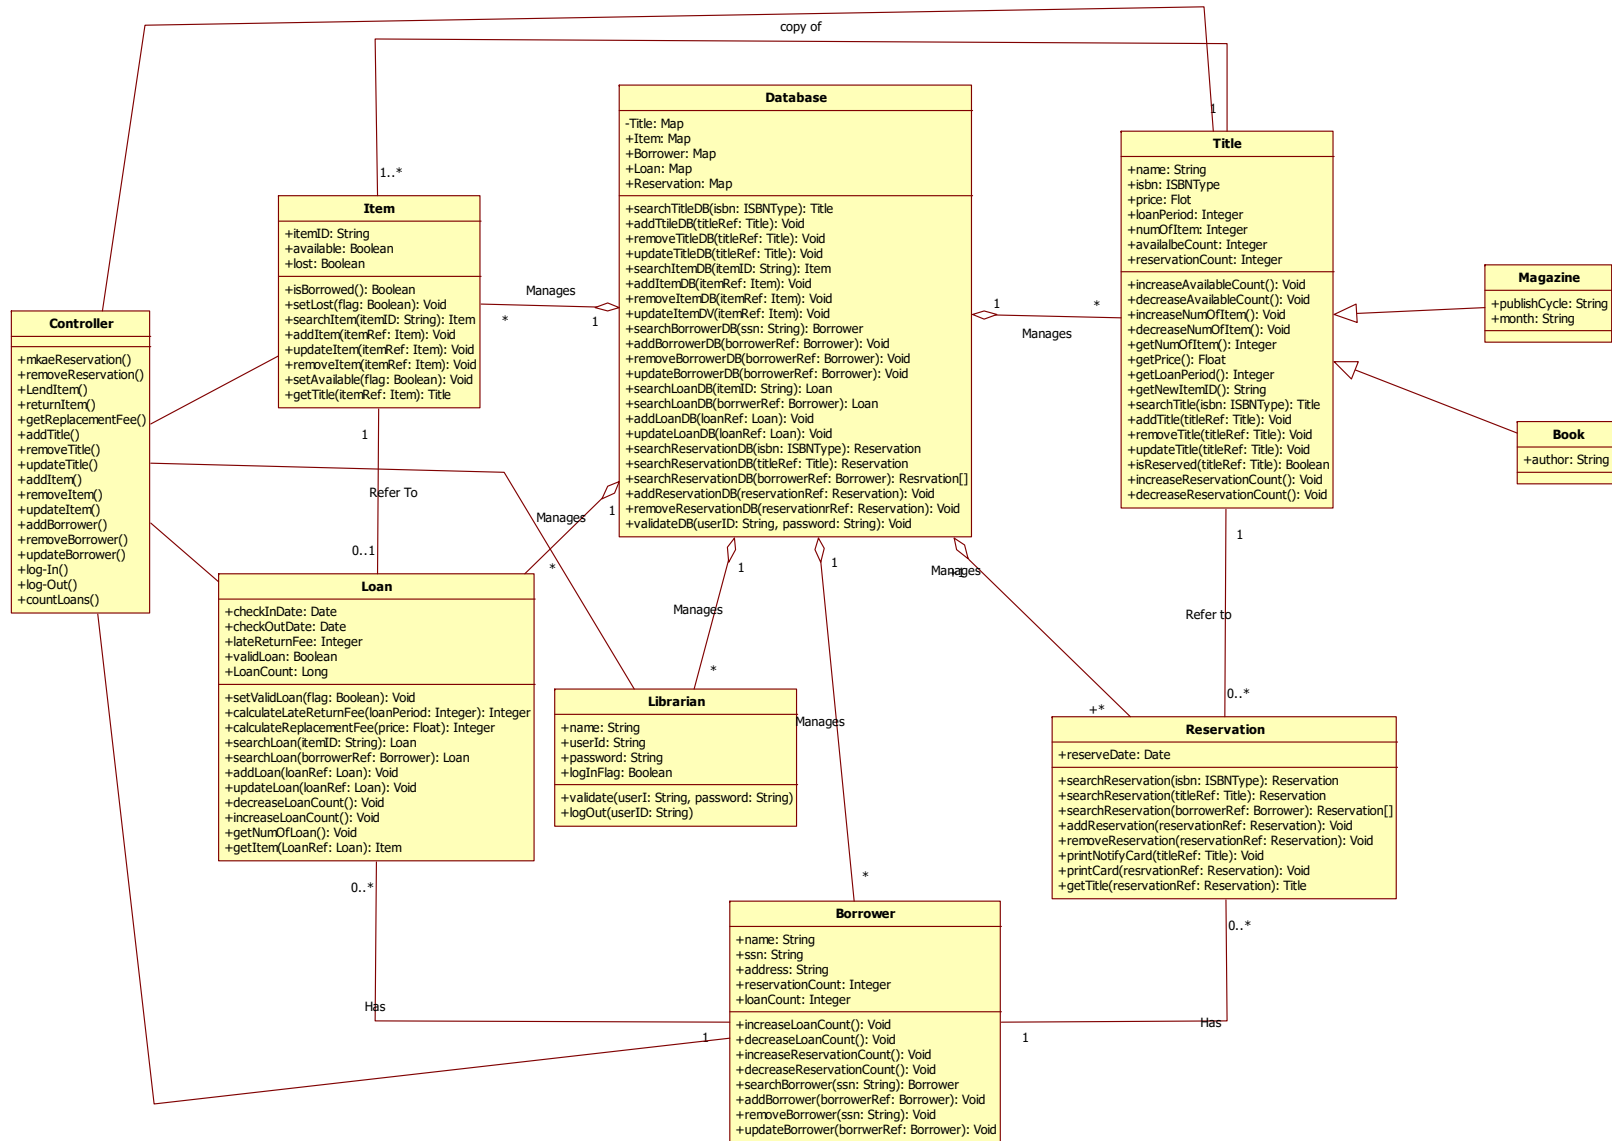 copy of
1
1..*
Database
-Title: Map
+Item: Map
+Borrower: Map
+Loan: Map
+Reservation: Map
+searchTitleDB(isbn: ISBNType): Title
+addTtileDB(titleRef: Title): Void
+removeTitleDB(titleRef: Title): Void
+updateTitleDB(titleRef: Title): Void
+searchItemDB(itemID: String): Item
+addItemDB(itemRef: Item): Void
+removeItemDB(itemRef: Item): Void
+updateItemDV(itemRef: Item): Void
+searchBorrowerDB(ssn: String): Borrower
+addBorrowerDB(borrowerRef: Borrower): Void
+removeBorrowerDB(borrowerRef: Borrower): Void
+updateBorrowerDB(borrowerRef: Borrower): Void
+searchLoanDB(itemID: String): Loan
+searchLoanDB(borrwerRef: Borrower): Loan
+addLoanDB(loanRef: Loan): Void
+updateLoanDB(loanRef: Loan): Void
+searchReservationDB(isbn: ISBNType): Reservation
+searchReservationDB(titleRef: Title): Reservation
+searchReservationDB(borrowerRef: Borrower): Resrvation[]
+addReservationDB(reservationRef: Reservation): Void
+removeReservationDB(reservationrRef: Reservation): Void
+validateDB(userID: String, password: String): Void
Title
+name: String
+isbn: ISBNType
+price: Flot
+loanPeriod: Integer
+numOfItem: Integer
+availalbeCount: Integer
+reservationCount: Integer
+increaseAvailableCount(): Void
+decreaseAvailableCount(): Void
+increaseNumOfItem(): Void
+decreaseNumOfItem(): Void
+getNumOfItem(): Integer
+getPrice(): Float
+getLoanPeriod(): Integer
+getNewItemID(): String
+searchTitle(isbn: ISBNType): Title
+addTitle(titleRef: Title): Void
+removeTitle(titleRef: Title): Void
+updateTitle(titleRef: Title): Void
+isReserved(titleRef: Title): Boolean
+increaseReservationCount(): Void
+decreaseReservationCount(): Void
Item
+itemID: String
+available: Boolean
+lost: Boolean
+isBorrowed(): Boolean
+setLost(flag: Boolean): Void
+searchItem(itemID: String): Item
+addItem(itemRef: Item): Void
+updateItem(itemRef: Item): Void
+removeItem(itemRef: Item): Void
+setAvailable(flag: Boolean): Void
+getTitle(itemRef: Item): Title
Manages
*
1
1
*
Manages
Magazine
+publishCycle: String
+month: String
Book
+author: String
Controller
+mkaeReservation()
+removeReservation()
+LendItem()
+returnItem()
+getReplacementFee()
+addTitle()
+removeTitle()
+updateTitle()
+addItem()
+removeItem()
+updateItem()
+addBorrower()
+removeBorrower()
+updateBorrower()
+log-In()
+log-Out()
+countLoans()
1
Refer To
0..1
Manages
1
*
Loan
+checkInDate: Date
+checkOutDate: Date
+lateReturnFee: Integer
+validLoan: Boolean
+LoanCount: Long
+setValidLoan(flag: Boolean): Void
+calculateLateReturnFee(loanPeriod: Integer): Integer
+calculateReplacementFee(price: Float): Integer
+searchLoan(itemID: String): Loan
+searchLoan(borrowerRef: Borrower): Loan
+addLoan(loanRef: Loan): Void
+updateLoan(loanRef: Loan): Void
+decreaseLoanCount(): Void
+increaseLoanCount(): Void
+getNumOfLoan(): Void
+getItem(LoanRef: Loan): Item
1
Manages
*
1
Manages
*
Manages
+1
+*
1
Refer to
0..*
Librarian
+name: String
+userId: String
+password: String
+logInFlag: Boolean
+validate(userI: String, password: String)
+logOut(userID: String)
Reservation
+reserveDate: Date
+searchReservation(isbn: ISBNType): Reservation
+searchReservation(titleRef: Title): Reservation
+searchReservation(borrowerRef: Borrower): Reservation[]
+addReservation(reservationRef: Reservation): Void
+removeReservation(reservationRef: Reservation): Void
+printNotifyCard(titleRef: Title): Void
+printCard(resrvationRef: Reservation): Void
+getTitle(reservationRef: Reservation): Title
0..*
Has
1
0..*
Has
1
Borrower
+name: String
+ssn: String
+address: String
+reservationCount: Integer
+loanCount: Integer
+increaseLoanCount(): Void
+decreaseLoanCount(): Void
+increaseReservationCount(): Void
+decreaseReservationCount(): Void
+searchBorrower(ssn: String): Borrower
+addBorrower(borrowerRef: Borrower): Void
+removeBorrower(ssn: String): Void
+updateBorrower(borrwerRef: Borrower): Void